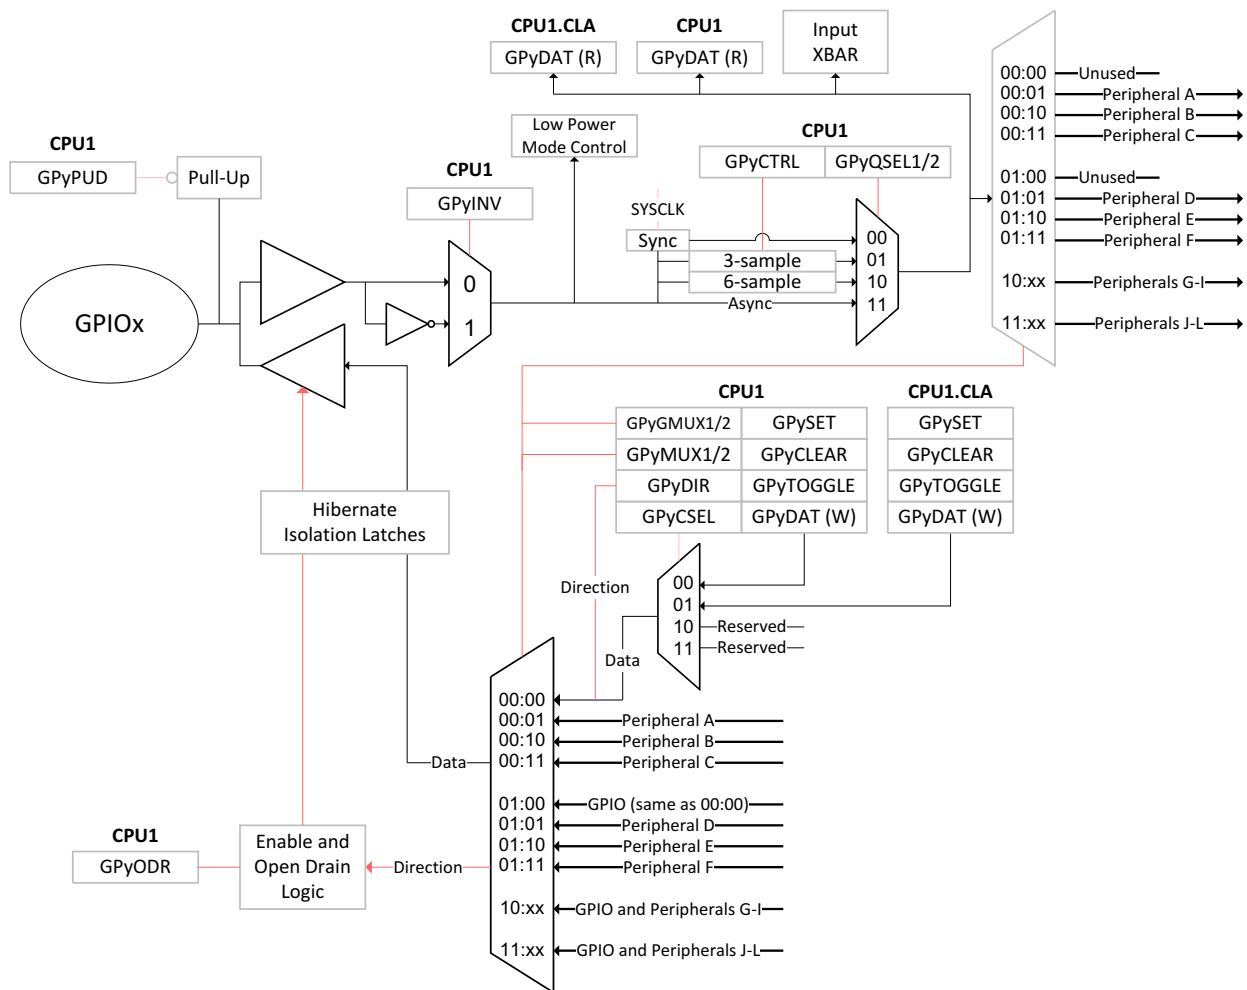 CPU1.CLA
GPyDAT (R)
CPU1
GPyDAT (R)
Input
XBAR
00:00
Unused
00:01
Peripheral A
00:10
Peripheral B
00:11
Peripheral C
01:00
Unused
01:01
Peripheral D
01:10
Peripheral E
01:11
Peripheral F
10:xx
Peripherals G-I
11:xx
Peripherals J-L
CPU1
GPyPUD
Pull-Up
CPU1
GPyINV
Low Power
Mode Control
CPU1
GPyCTRL
GPyQSEL1/2
SYSCLK
Sync
3-sample
6-sample
Async
00
01
10
11
0
1
GPIOx
CPU1
GPyGMUX1/2
GPySET
GPyMUX1/2
GPyCLEAR
GPyDIR
GPyTOGGLE
GPyCSEL
GPyDAT (W)
CPU1.CLA
GPySET
GPyCLEAR
GPyTOGGLE
GPyDAT (W)
Hibernate
Isolation Latches
Direction
00
01
10
Reserved
11
Reserved
Data
00:00
00:01
Peripheral A
00:10
Peripheral B
00:11
Peripheral C
Data
01:00
GPIO (same as 00:00)
01:01
Peripheral D
01:10
Peripheral E
01:11
Peripheral F
10:xx
GPIO and Peripherals G-I
11:xx
GPIO and Peripherals J-L
CPU1
GPyODR
Enable and
Open Drain
Logic
Direction